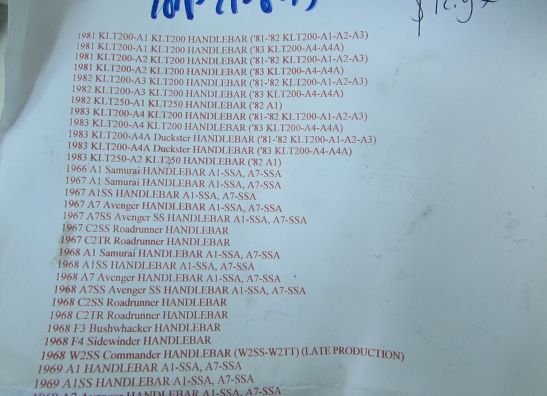 1981 KLT200-A1 KLT200 HANDLEBAR ('81-'82 KLT200-A1-A2-A3)
1981 KLT200-A1 KLT200 HANDLEBAR ('83 KLT200-A4-A4A)
1981 KLT200-A2 KLT200 HANDLEBAR ('81-'82 KLT200-A1-A2-A3)
1981 KLT200-A2 KLT200 HANDLEBAR ('83 KLT200-A4-A4A)
1982 KLT200-A3 KLT200 HANDLEBAR ('81-'82 KLT200-A1-A2-A3)
1982 KLT200-A3 KLT200 HANDLEBAR ('83 KLT200-A4-A4A)
1982 KLT250-A1 KLT250 HANDLEBAR ('82 A1)
1983 KLT200-A4 KLT200 HANDLEBAR ('81-'82 KLT200-A1-A2-A3)
1983 KLT200-A4 KLT200 HANDLEBAR ('83 KLT200-A4-A4A)
1983 KLT200-A4A Duckster HANDLEBAR ('81-'82 KLT200-A1-A2-A3)
1983 KLT200-A4A Duckster HANDLEBAR ('83 KLT200-A4-A4A)
1983 KLT250-A2 KLT250 HANDLEBAR ('82 A1)
1966 A1 Samurai HANDLEBAR A1-SSA, A7-SSA
1967 A1 Samurai HANDLEBAR A1-SSA, A7-SSA
1967 A1SS HANDLEBAR A1-SSA, A7-SSA
1967 A7 Avenger HANDLEBAR A1-SSA, A7-SSA
1967 A7SS Avenger SS HANDLEBAR A1-SSA, A7-SSA
1967 C2SS Roadrunner HANDLEBAR
1967 C2TR Roadrunner HANDLEBAR
1968 A1 Samurai HANDLEBAR A1-SSA, A7-SSA
1968 A1SS HANDLEBAR A1-SSA, A7-SSA
1968 A7 Avenger HANDLEBAR A1-SSA, A7-SSA
1968 A7SS Avenger SS HANDLEBAR A1-SSA, A7-SSA
1968 C2SS Roadrunner HANDLEBAR
1968 C2TR Roadrunner HANDLEBAR
1968 F3 Bushwhacker HANDLEBAR
1968 F4 Sidewinder HANDLEBAR
1968 W2SS Commander HANDLEBAR (W2SS-W2TT) (LATE PRODUCTION)
1969 A1 HANDLEBAR A1-SSA, A7-SSA
1969 A1SS HANDLEBAR A1-SSA, A7-SSA
1969 A7 Avenger HANDLEBAR A1-SSA, A7-SSA